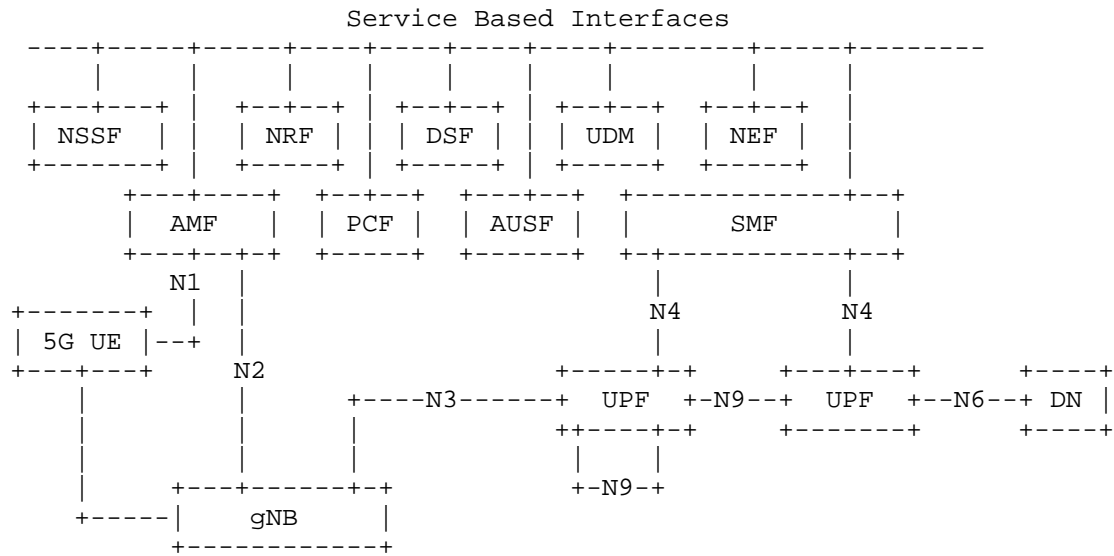 Service Based Interfaces
NSSF NRF DSF UDM NEF
AMF PCF AUSF SMF
N1
N4 N4
5G UE
N2
N3 UPF N9 UPF N6 DN
N9
gNB